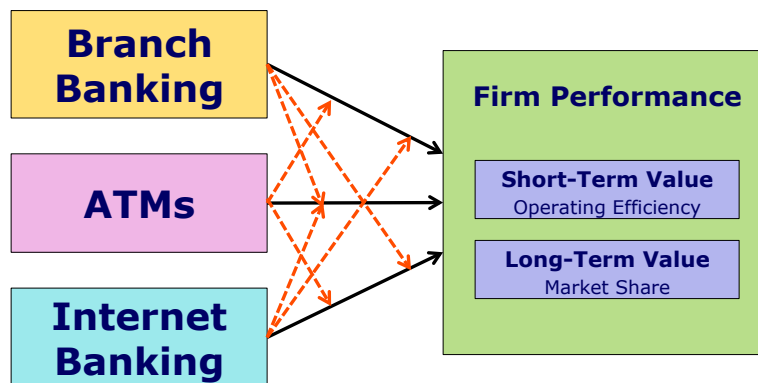 Branch
Banking
ATMs
Internet
Banking
Firm Performance
Short-Term Value
Operating Efficiency
Long-Term Value
Market Share